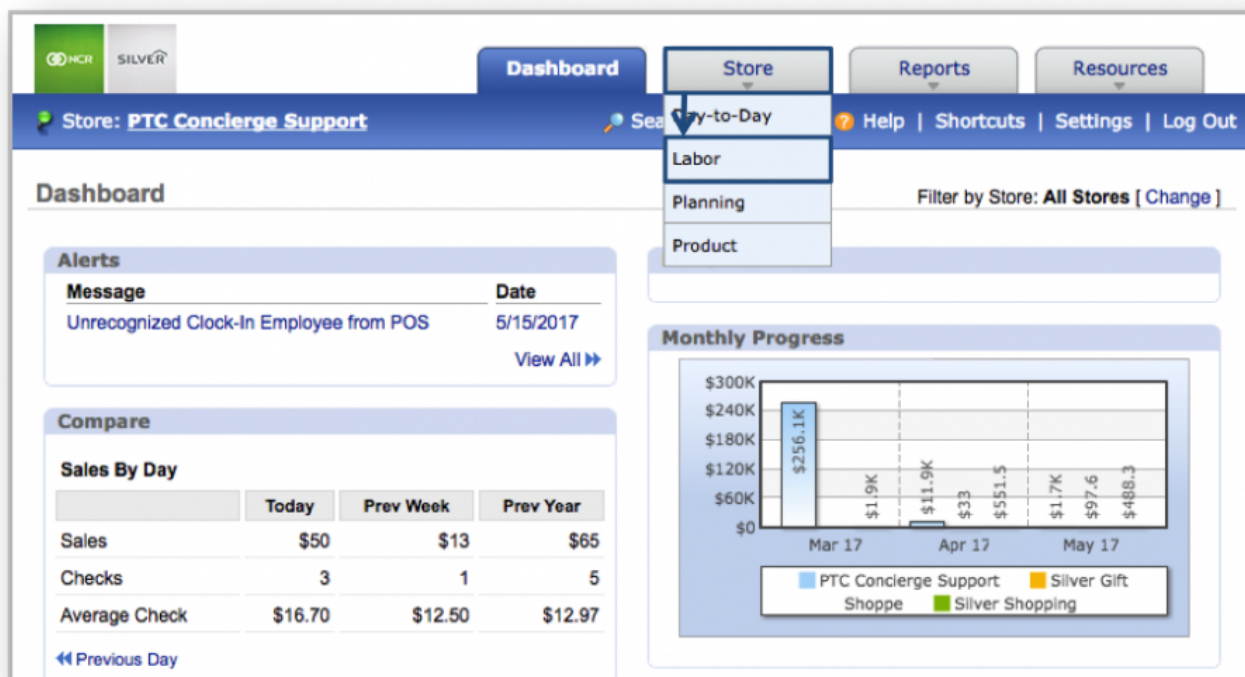 NCR SILVER
Dashboard Store Reports Resources
Store: PTC Concierge Support
Sea
Help | Shortcuts | Settings | Log Out
y-to-Day
Labor
Planning
Product
Dashboard
Filter by Store: All Stores [ Change ]
Alerts
Message Date
Unrecognized Clock-In Employee from POS 5/15/2017
View All
Compare
Sales By Day
Today Prev Week Prev Year
Sales $50 $13 $65
Checks 3 1 5
Average Check $16.70 $12.50 $12.97
Previous Day
Monthly Progress
$300K
$240K
$180K
$120K
$60K
$0
$256.1K
$1.9K
$11.9K
$33
$551.5
$1.7K
$97.6
$488.3
Mar 17 Apr 17 May 17
PTC Concierge Support Silver Gift
Shoppe Silver Shopping